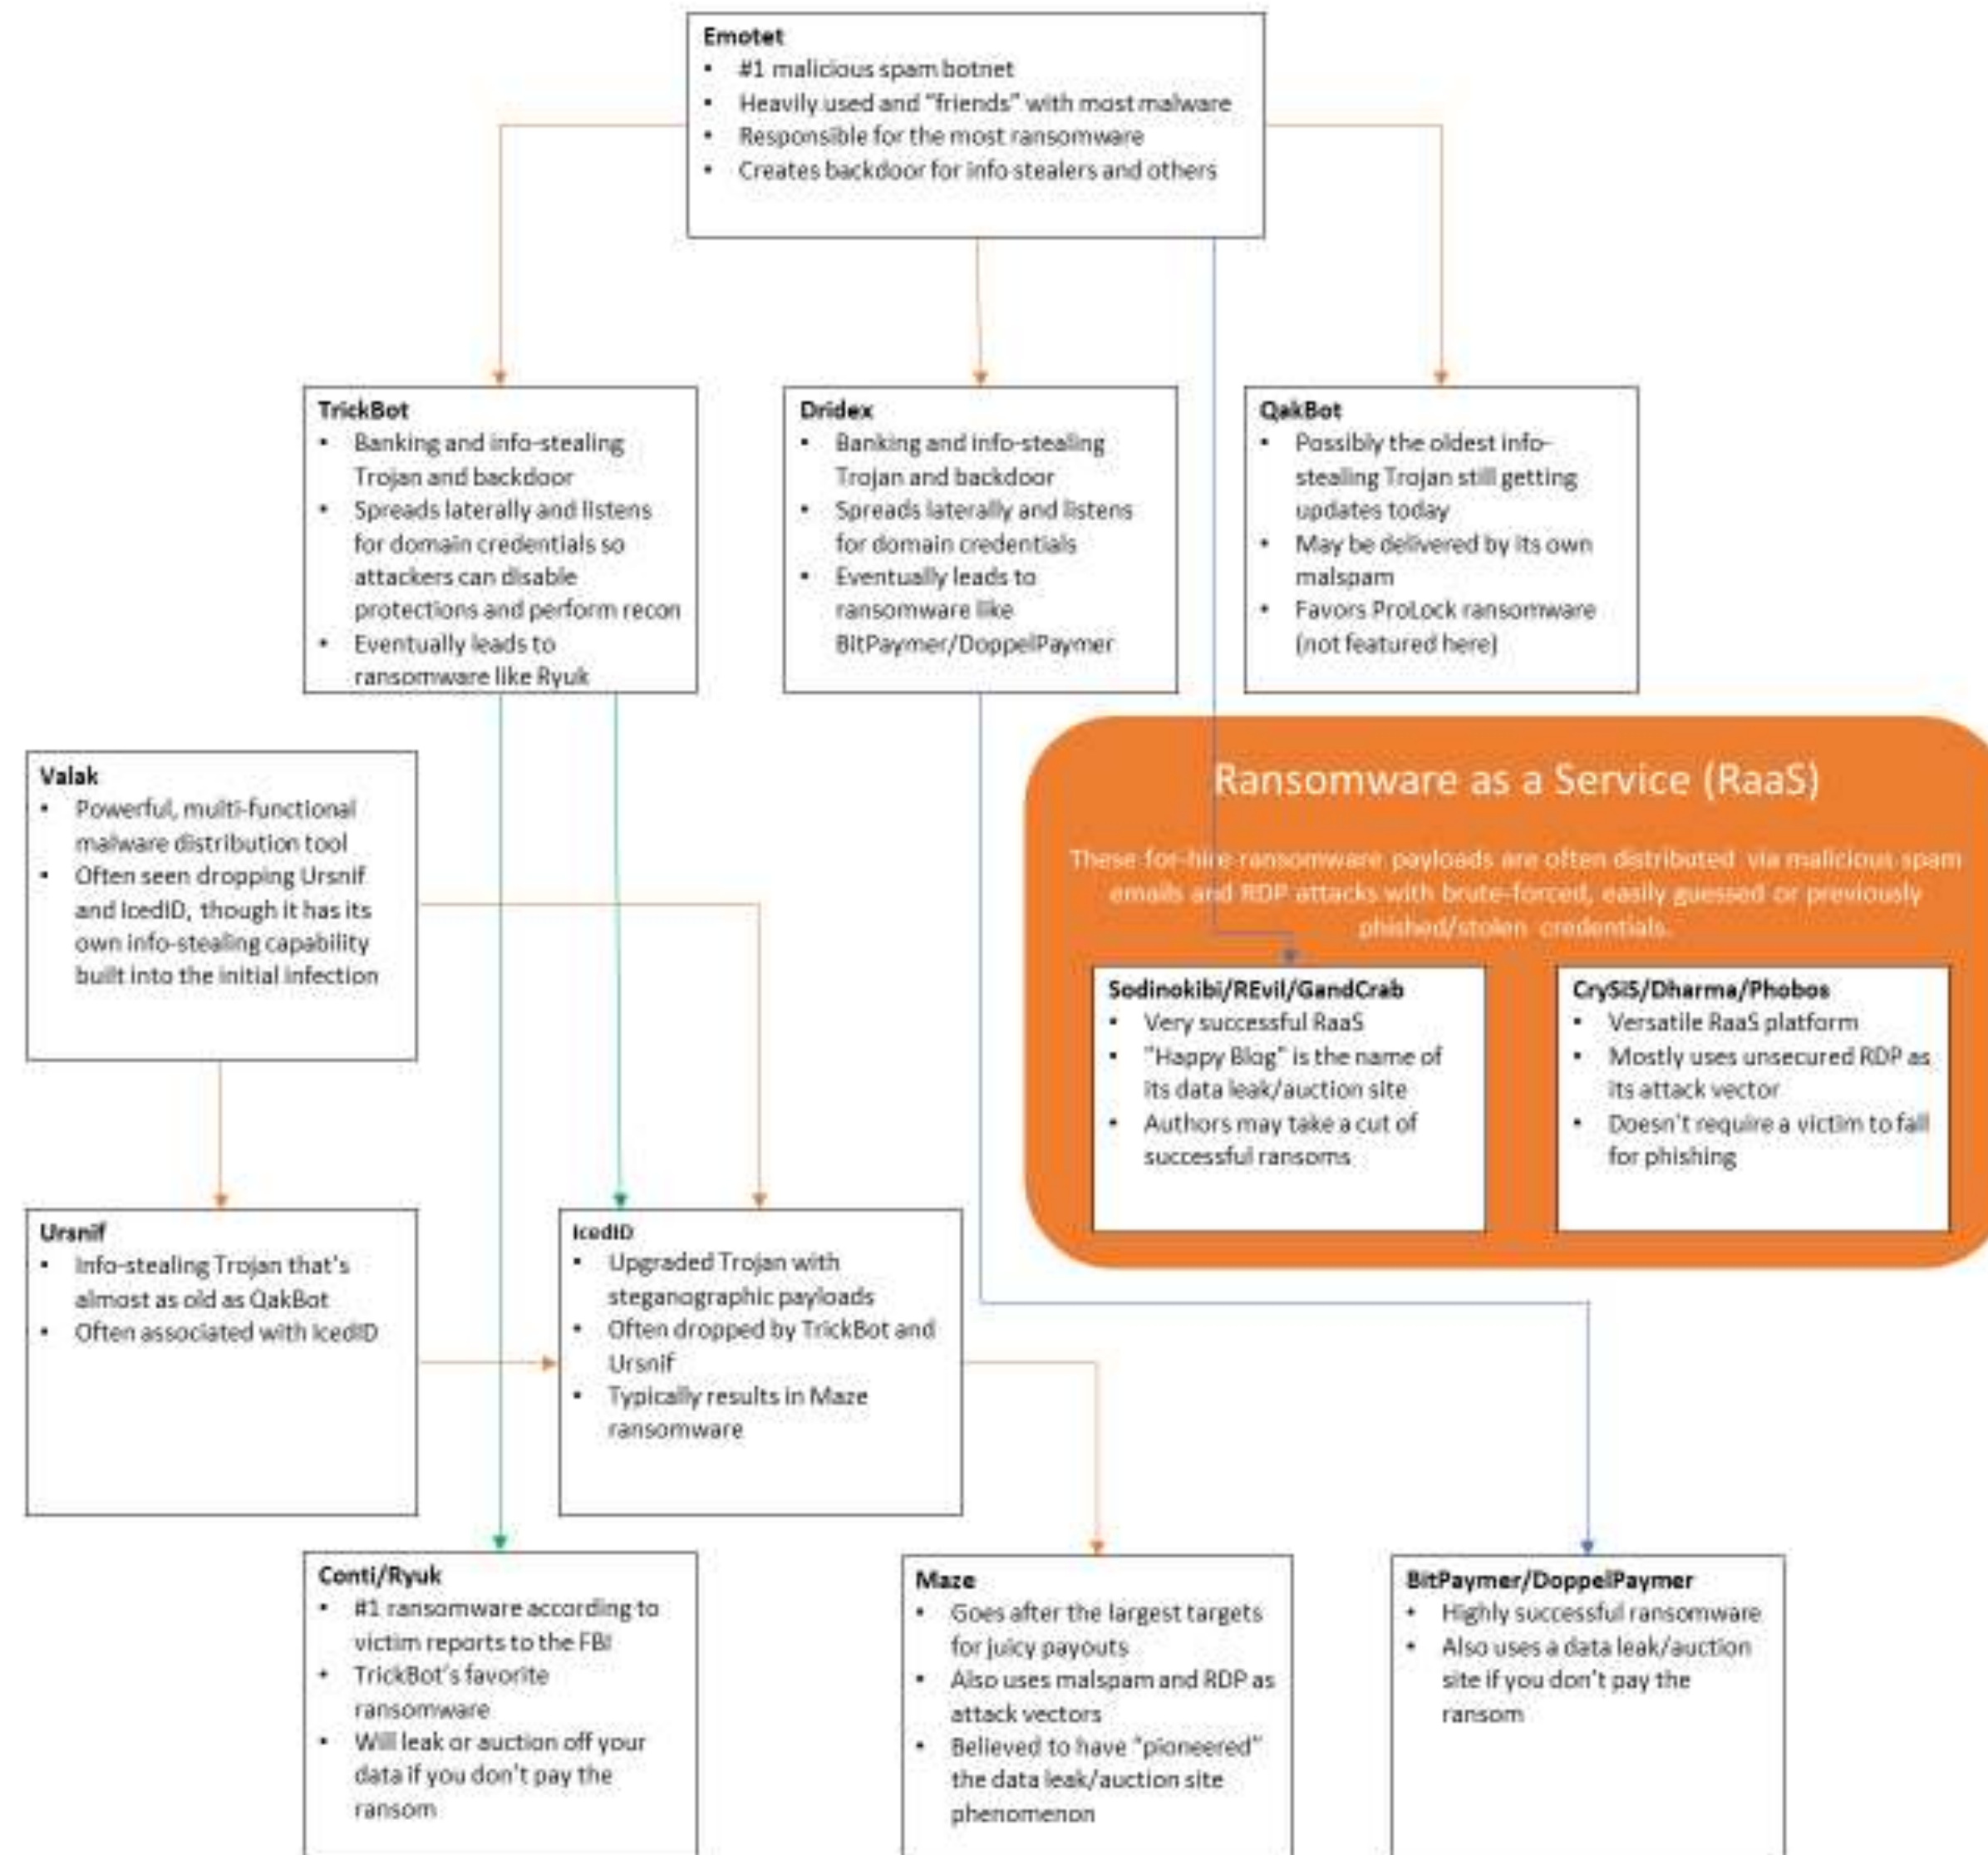 Emotet
• #1 malicious spam botnet
• Heavily used and “friends” with most malware
• Responsible for the most ransomware
• Creates backdoor for info stealers and others
TrickBot
• Banking and info-stealing
Trojan and backdoor
• Spreads laterally and listens
for domain credentials so
attackers can disable
protections and perform recon
• Eventually leads to
ransomware like Ryuk
Dridex
• Banking and info-stealing
Trojan and backdoor
• Spreads laterally and listens
for domain credentials
• Eventually leads to
ransomware like
BitPaymer/DoppelPaymer
QakBot
• Possibly the oldest info-
stealing Trojan still getting
updates today
• May be delivered by its own
malspam
• Favors ProLock ransomware
(not featured here)
Valak
• Powerful, multi-functional
malware distribution tool
• Often seen dropping Ursnif
and IcedID, though it has its
own info-stealing capability
built into the initial infection
Ransomware as a Service (RaaS)
These for-hire ransomware payloads are often distributed via malicious spam
emails and RDP attacks with brute-forced, easily guessed or previously
phished/stolen credentials.
Sodinokibi/REvil/GandCrab
• Very successful RaaS
• "Happy Blog" is the name of
its data leak/auction site
• Authors may take a cut of
successful ransoms
CrySiS/Dharma/Phobos
• Versatile RaaS platform
• Mostly uses unsecured RDP as
its attack vector
• Doesn't require a victim to fall
for phishing
Ursnif
• Info-stealing Trojan that's
almost as old as QakBot
• Often associated with IcedID
IcedID
• Upgraded Trojan with
steganographic payloads
• Often dropped by TrickBot and
Ursnif
• Typically results in Maze
ransomware
Conti/Ryuk
• #1 ransomware according to
victim reports to the FBI
• TrickBot's favorite
ransomware
• Will leak or auction off your
data if you don't pay the
ransom
Maze
• Goes after the largest targets
for juicy payouts
• Also uses malspam and RDP as
attack vectors
• Believed to have “pioneered”
the data leak/auction site
phenomenon
BitPaymer/DoppelPaymer
• Highly successful ransomware
• Also uses a data leak/auction
site if you don't pay the
ransom